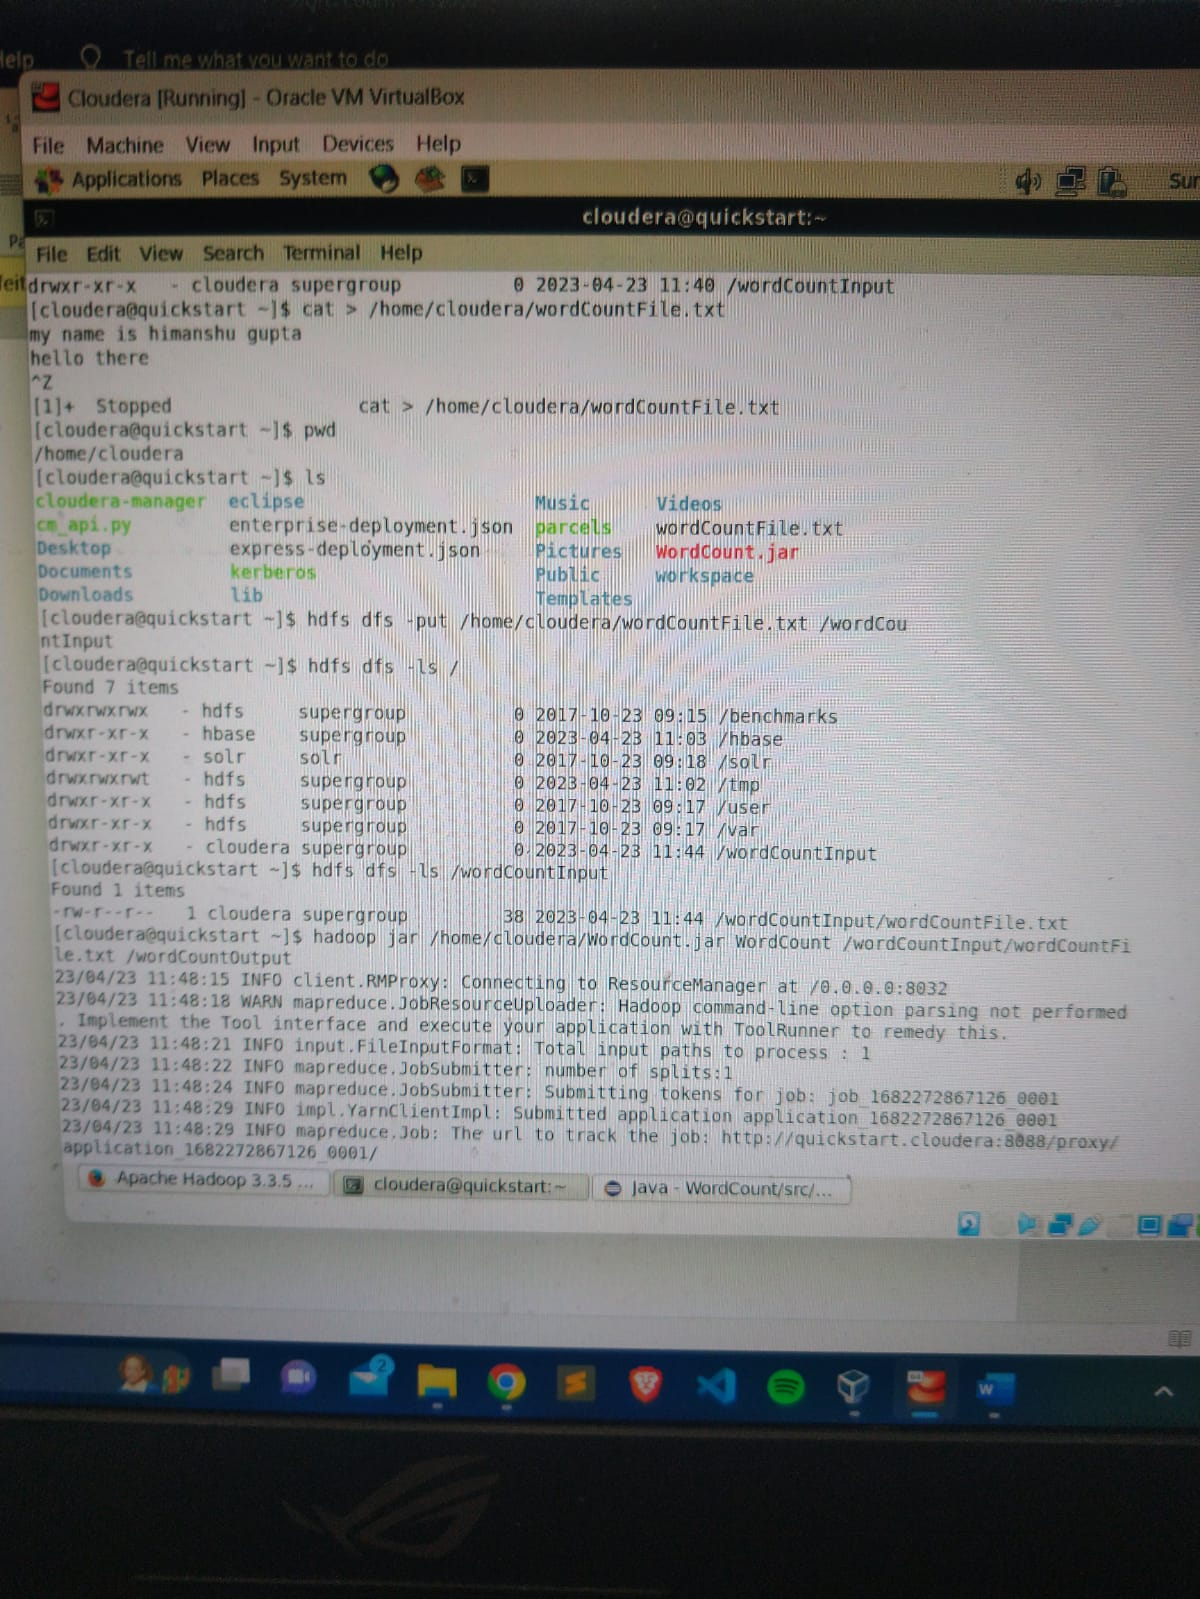 Help Tell me what you want to do
Cloudera [Running] - Oracle VM VirtualBox
File Machine View Input Devices Help
Applications Places System
cloudera@quickstart:~
File Edit View Search Terminal Help
drwxr-xr-x - cloudera supergroup 0 2023-04-23 11:40 /wordCountInput
[cloudera@quickstart ~]$ cat > /home/cloudera/wordCountFile.txt
my name is himanshu gupta
hello there
^Z
[1]+ Stopped cat > /home/cloudera/wordCountFile.txt
[cloudera@quickstart ~]$ pwd
/home/cloudera
[cloudera@quickstart ~]$ ls
cloudera-manager eclipse Music Videos
cm_api.py enterprise-deployment.json parcels wordCountFile.txt
Desktop express-deployment.json Pictures WordCount.jar
Documents kerberos Public workspace
Downloads lib Templates
[cloudera@quickstart ~]$ hdfs dfs -put /home/cloudera/wordCountFile.txt /wordCou
ntInput
[cloudera@quickstart ~]$ hdfs dfs -ls /
Found 7 items
drwxrwxrwx - hdfs supergroup 0 2017-10-23 09:15 /benchmarks
drwxr-xr-x - hbase supergroup 0 2023-04-23 11:03 /hbase
drwxr-xr-x - solr solr 0 2017-10-23 09:18 /solr
drwxrwxrwt - hdfs supergroup 0 2023-04-23 11:02 /tmp
drwxr-xr-x - hdfs supergroup 0 2017-10-23 09:17 /user
drwxr-xr-x - hdfs supergroup 0 2017-10-23 09:17 /var
drwxr-xr-x - cloudera supergroup 0 2023-04-23 11:44 /wordCountInput
[cloudera@quickstart ~]$ hdfs dfs -ls /wordCountInput
Found 1 items
-rw-r--r-- 1 cloudera supergroup 38 2023-04-23 11:44 /wordCountInput/wordCountFile.txt
[cloudera@quickstart ~]$ hadoop jar /home/cloudera/WordCount.jar WordCount /wordCountInput/wordCountFi
le.txt /wordCountOutput
23/04/23 11:48:15 INFO client.RMProxy: Connecting to ResourceManager at /0.0.0.0:8032
23/04/23 11:48:18 WARN mapreduce.JobResourceUploader: Hadoop command-line option parsing not performed
. Implement the Tool interface and execute your application with ToolRunner to remedy this.
23/04/23 11:48:21 INFO input.FileInputFormat: Total input paths to process : 1
23/04/23 11:48:22 INFO mapreduce.JobSubmitter: number of splits:1
23/04/23 11:48:24 INFO mapreduce.JobSubmitter: Submitting tokens for job: job_1682272867126_0001
23/04/23 11:48:29 INFO impl.YarnClientImpl: Submitted application application_1682272867126_0001
23/04/23 11:48:29 INFO mapreduce.Job: The url to track the job: http://quickstart.cloudera:8088/proxy/
application_1682272867126_0001/
Apache Hadoop 3.3.5 ... cloudera@quickstart:~ Java - WordCount/src/...
2